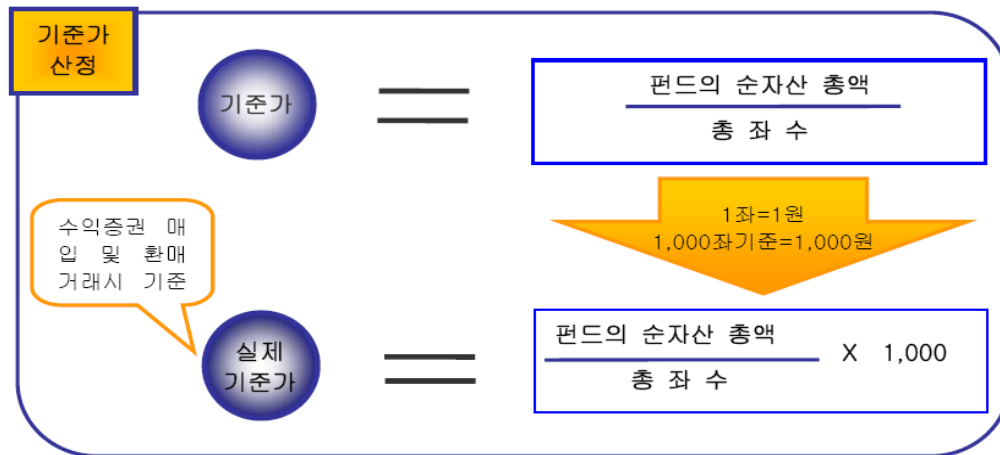 기준가
산정
기준가
펀드의 순자산 총액
총 좌 수
1좌=1원
1,000좌기준=1,000원
수익증권 매
입 및 환매
거래시 기준
실제
기준가
펀드의 순자산 총액
총 좌 수
X 1,000